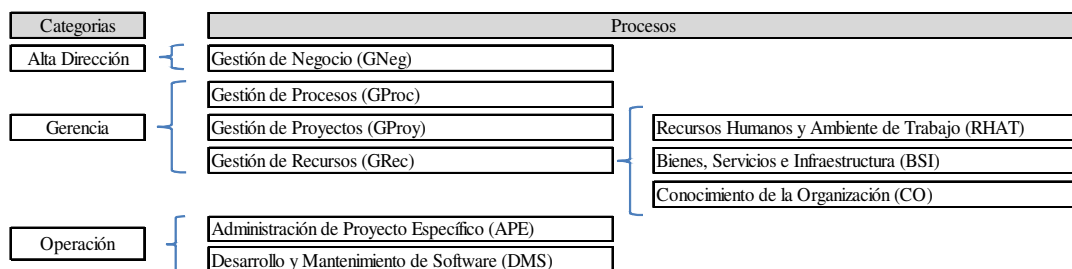 Categorias
Procesos
Alta Dirección
Gestión de Negocio (GNeg)
Gerencia
Gestión de Procesos (GProc)
Gestión de Proyectos (GProy)
Gestión de Recursos (GRec)
Recursos Humanos y Ambiente de Trabajo (RHAT)
Bienes, Servicios e Infraestructura (BSI)
Conocimiento de la Organización (CO)
Operación
Administración de Proyecto Específico (APE)
Desarrollo y Mantenimiento de Software (DMS)